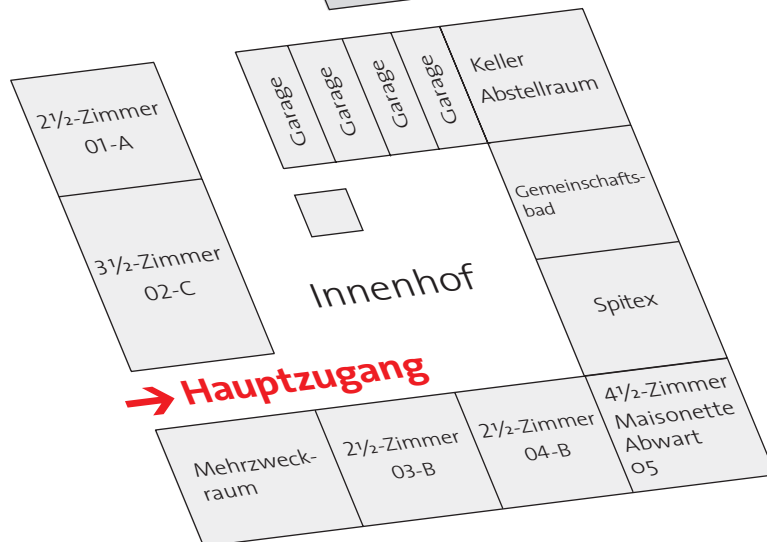 Garage
Garage
Garage
Garage
Keller
Abstellraum
2½-Zimmer
01-A
Gemeinschafts-
bad
3½-Zimmer
02-C
Innenhof
Spitex
→ Hauptzugang
Mehrzweck-
raum
2½-Zimmer
03-B
2½-Zimmer
04-B
4½-Zimmer
Maisonette
Abwart
05